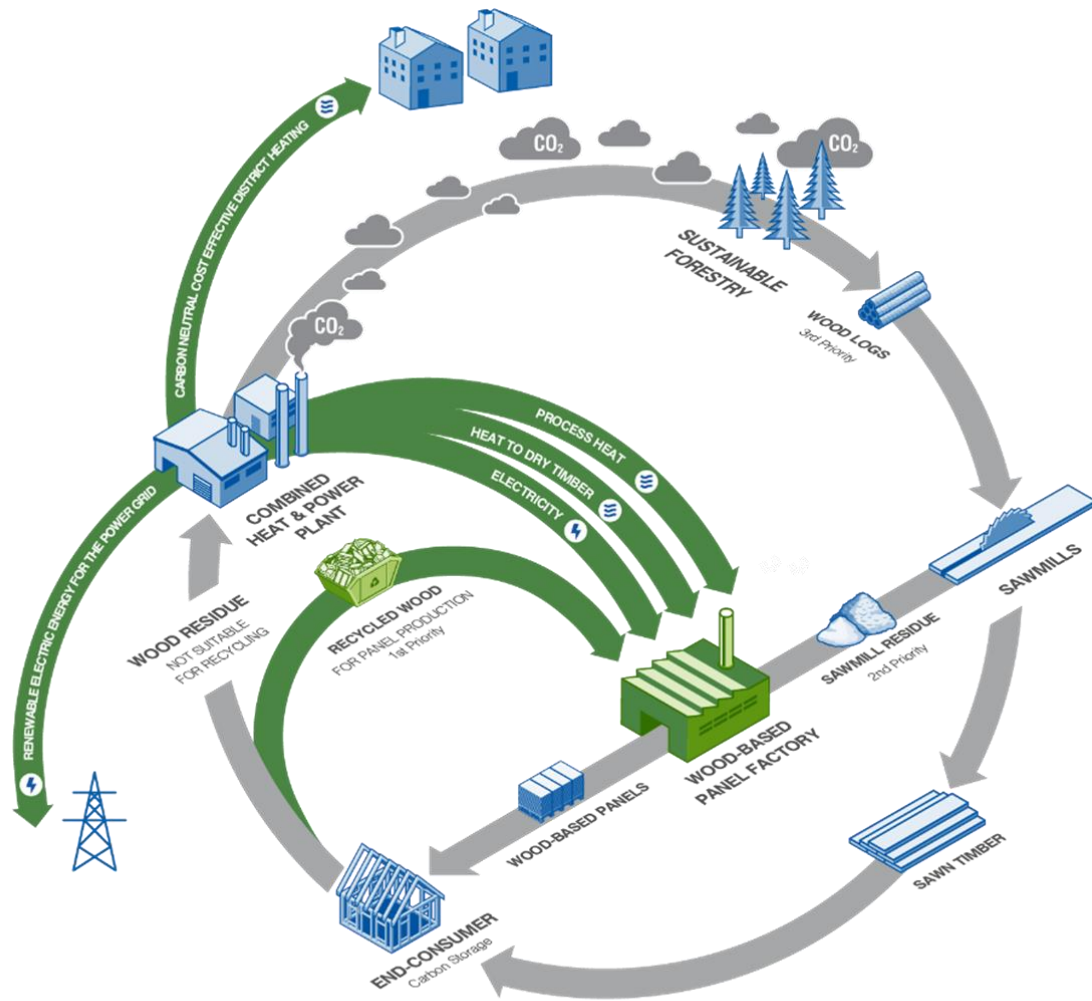 CARBON NEUTRAL COST EFFECTIVE DISTRICT HEATING
CO₂
CO₂
CO₂
SUSTAINABLE
FORESTRY
WOOD LOGS
3rd Priority
PROCESS HEAT
HEAT TO DRY TIMBER
ELECTRICITY
COMBINED
HEAT & POWER
PLANT
RENEWABLE ELECTRIC ENERGY FOR THE POWER GRID
SAWMILLS
RECYCLED WOOD
FOR PANEL PRODUCTION
1st Priority
WOOD RESIDUE
NOT SUITABLE
FOR RECYCLING
SAWMILL RESIDUE
2nd Priority
WOOD-BASED
PANEL FACTORY
WOOD-BASED PANELS
SAWN TIMBER
END-CONSUMER
Carbon Storage